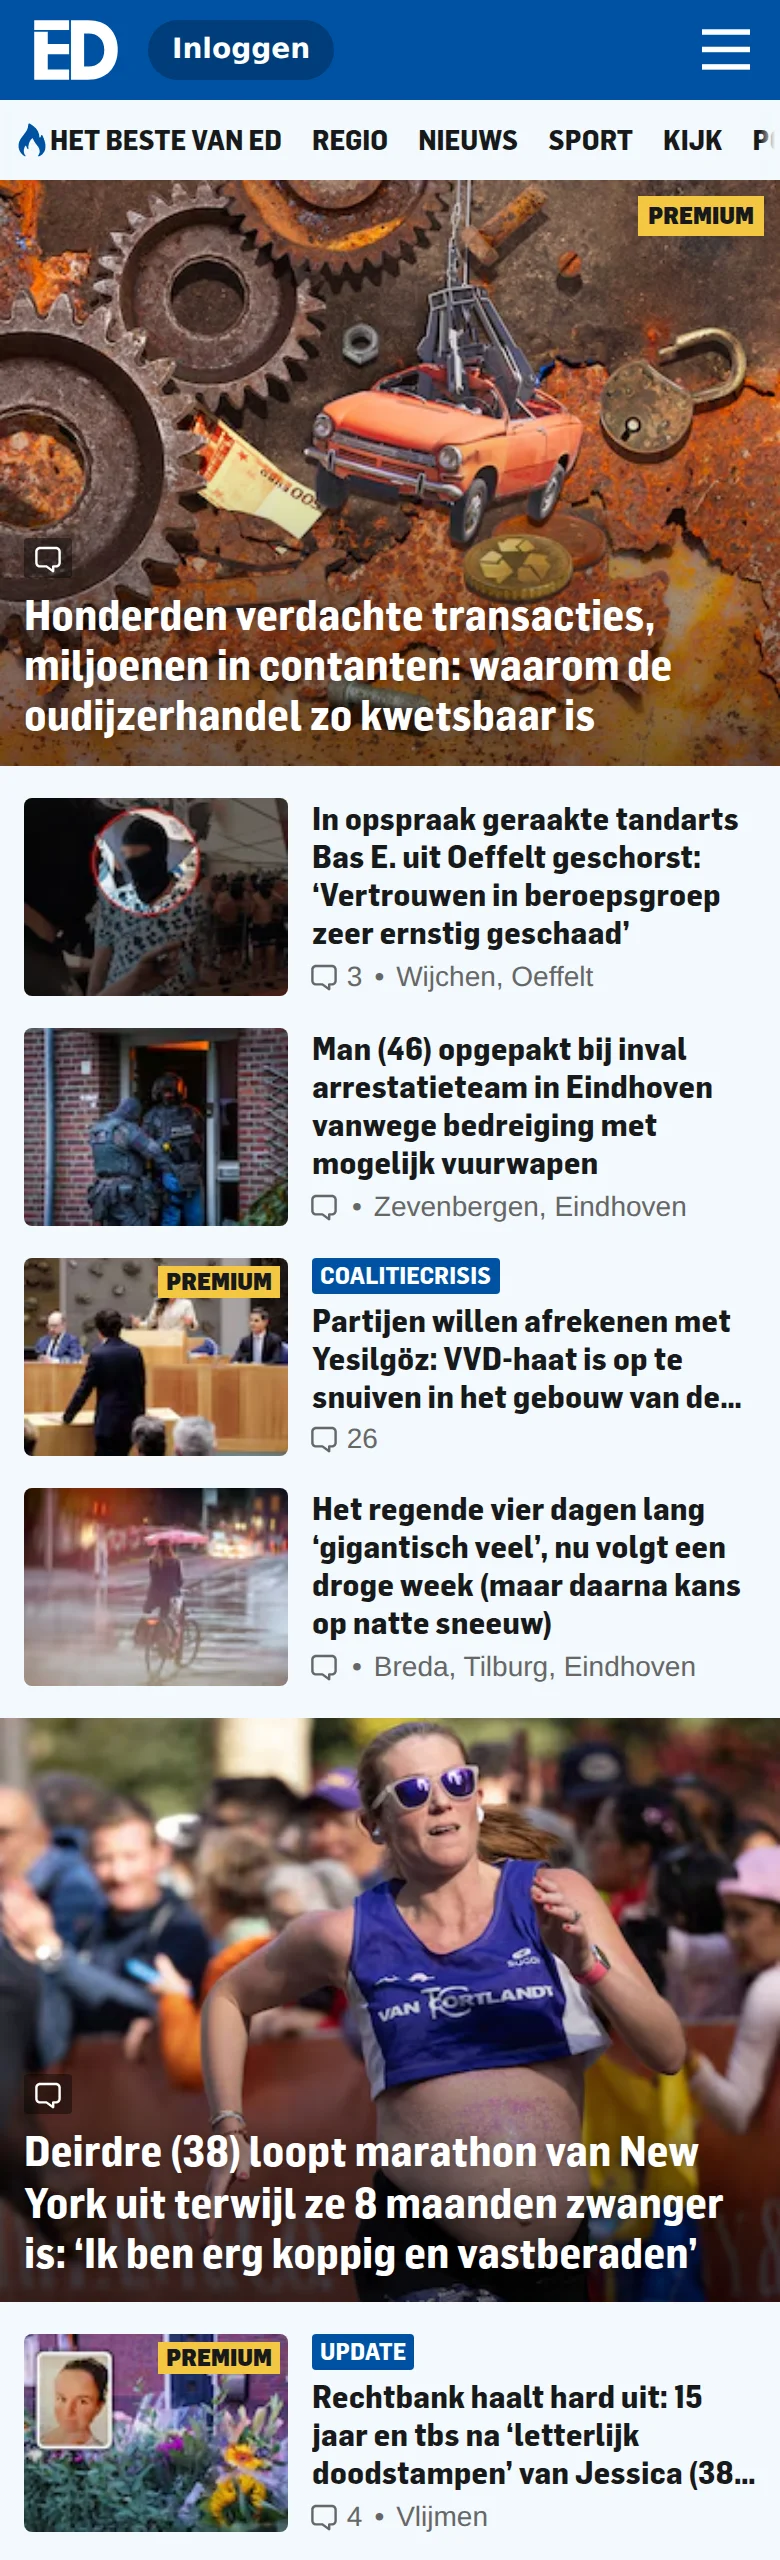 ED Inloggen
HET BESTE VAN ED REGIO NIEUWS SPORT KIJK
PREMIUM
Honderden verdachte transacties,
miljoenen in contanten: waarom de
oudijzerhandel zo kwetsbaar is
In opspraak geraakte tandarts
Bas E. uit Oeffelt geschorst:
‘Vertrouwen in beroepsgroep
zeer ernstig geschaad’
3 • Wijchen, Oeffelt
Man (46) opgepakt bij inval
arrestatieteam in Eindhoven
vanwege bedreiging met
mogelijk vuurwapen
• Zevenbergen, Eindhoven
PREMIUM
COALITIECRISIS
Partijen willen afrekenen met
Yesilgöz: VVD-haat is op te
snuiven in het gebouw van de...
26
Het regende vier dagen lang
‘gigantisch veel’, nu volgt een
droge week (maar daarna kans
op natte sneeuw)
• Breda, Tilburg, Eindhoven
SUCCI
VAN CORTLANDT
Deirdre (38) loopt marathon van New
York uit terwijl ze 8 maanden zwanger
is: ‘Ik ben erg koppig en vastberaden’
PREMIUM
UPDATE
Rechtbank haalt hard uit: 15
jaar en tbs na ‘letterlijk
doodstampen’ van Jessica (38...
4 • Vlijmen